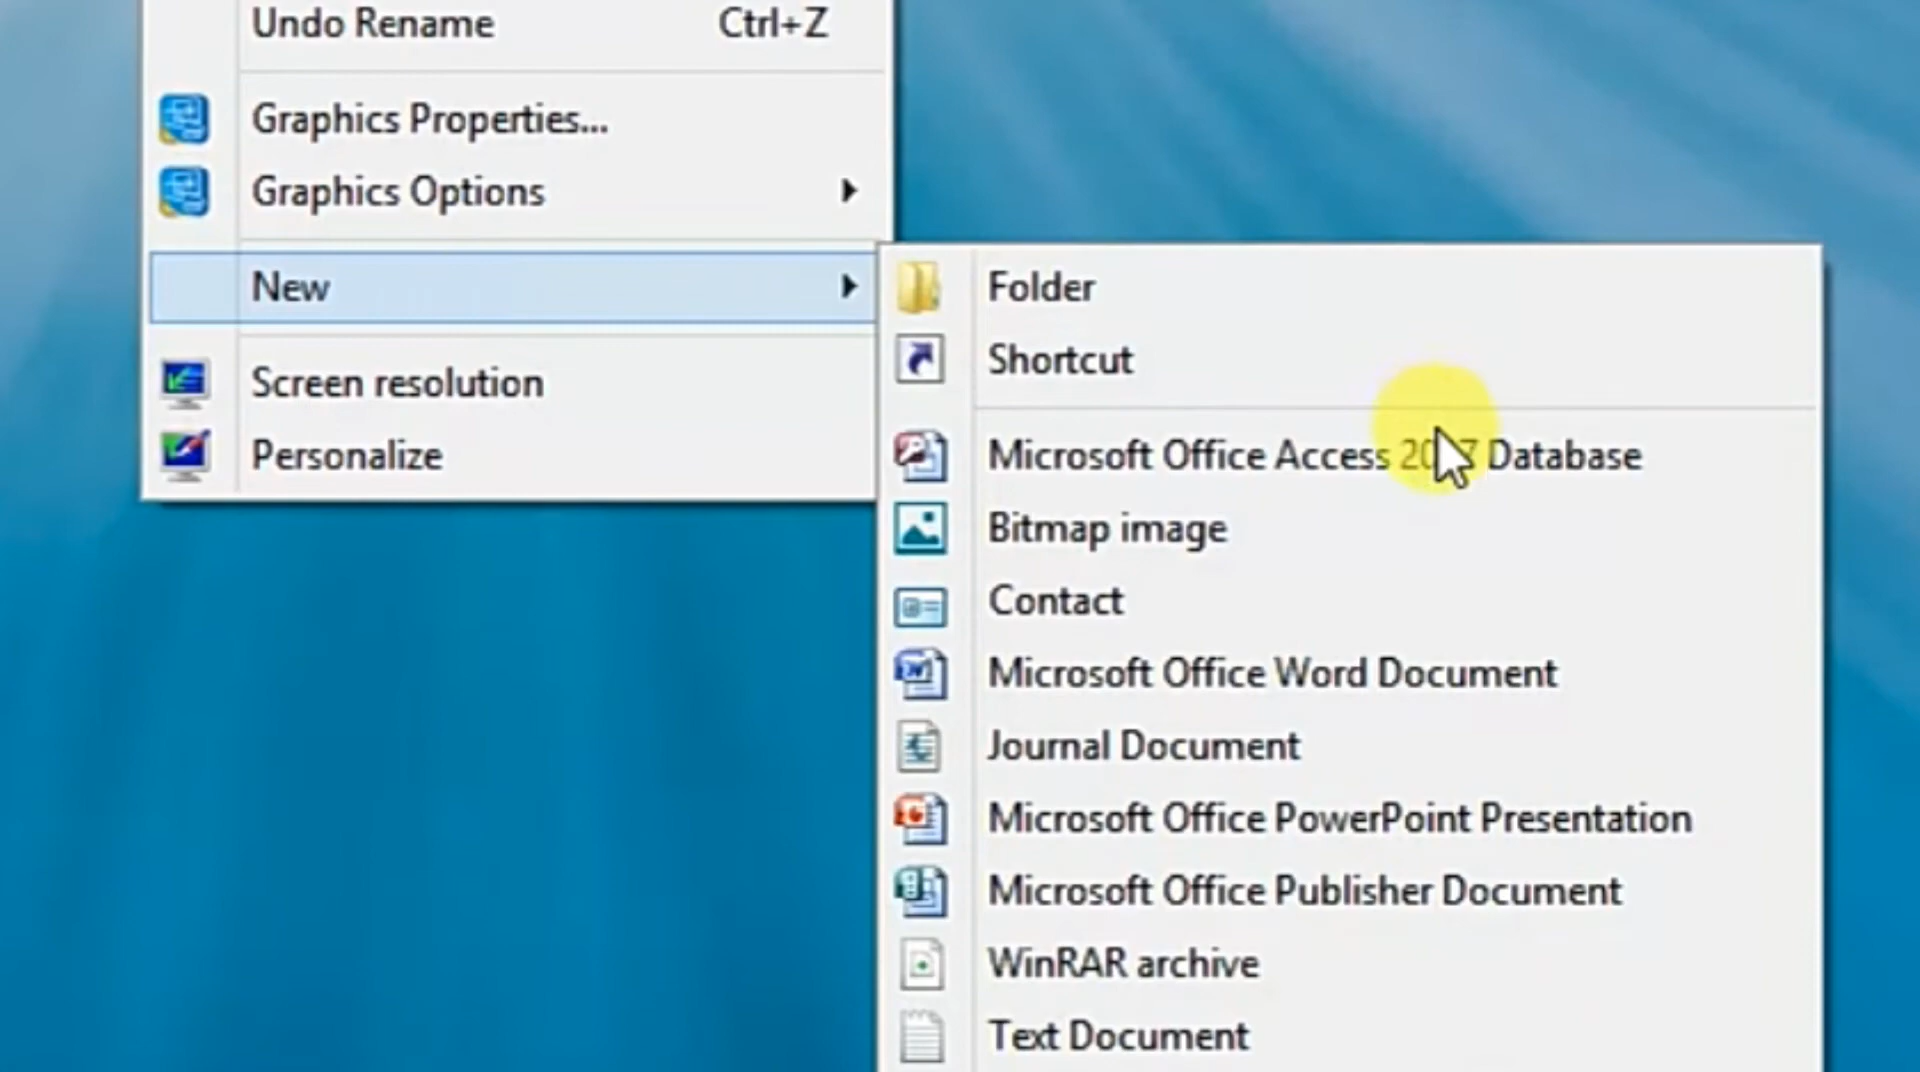 Undo Rename Ctrl+Z
Graphics Properties...
Graphics Options
New
Screen resolution
Personalize
Folder
Shortcut
Microsoft Office Access 2007 Database
Bitmap image
Contact
Microsoft Office Word Document
Journal Document
Microsoft Office PowerPoint Presentation
Microsoft Office Publisher Document
WinRAR archive
Text Document